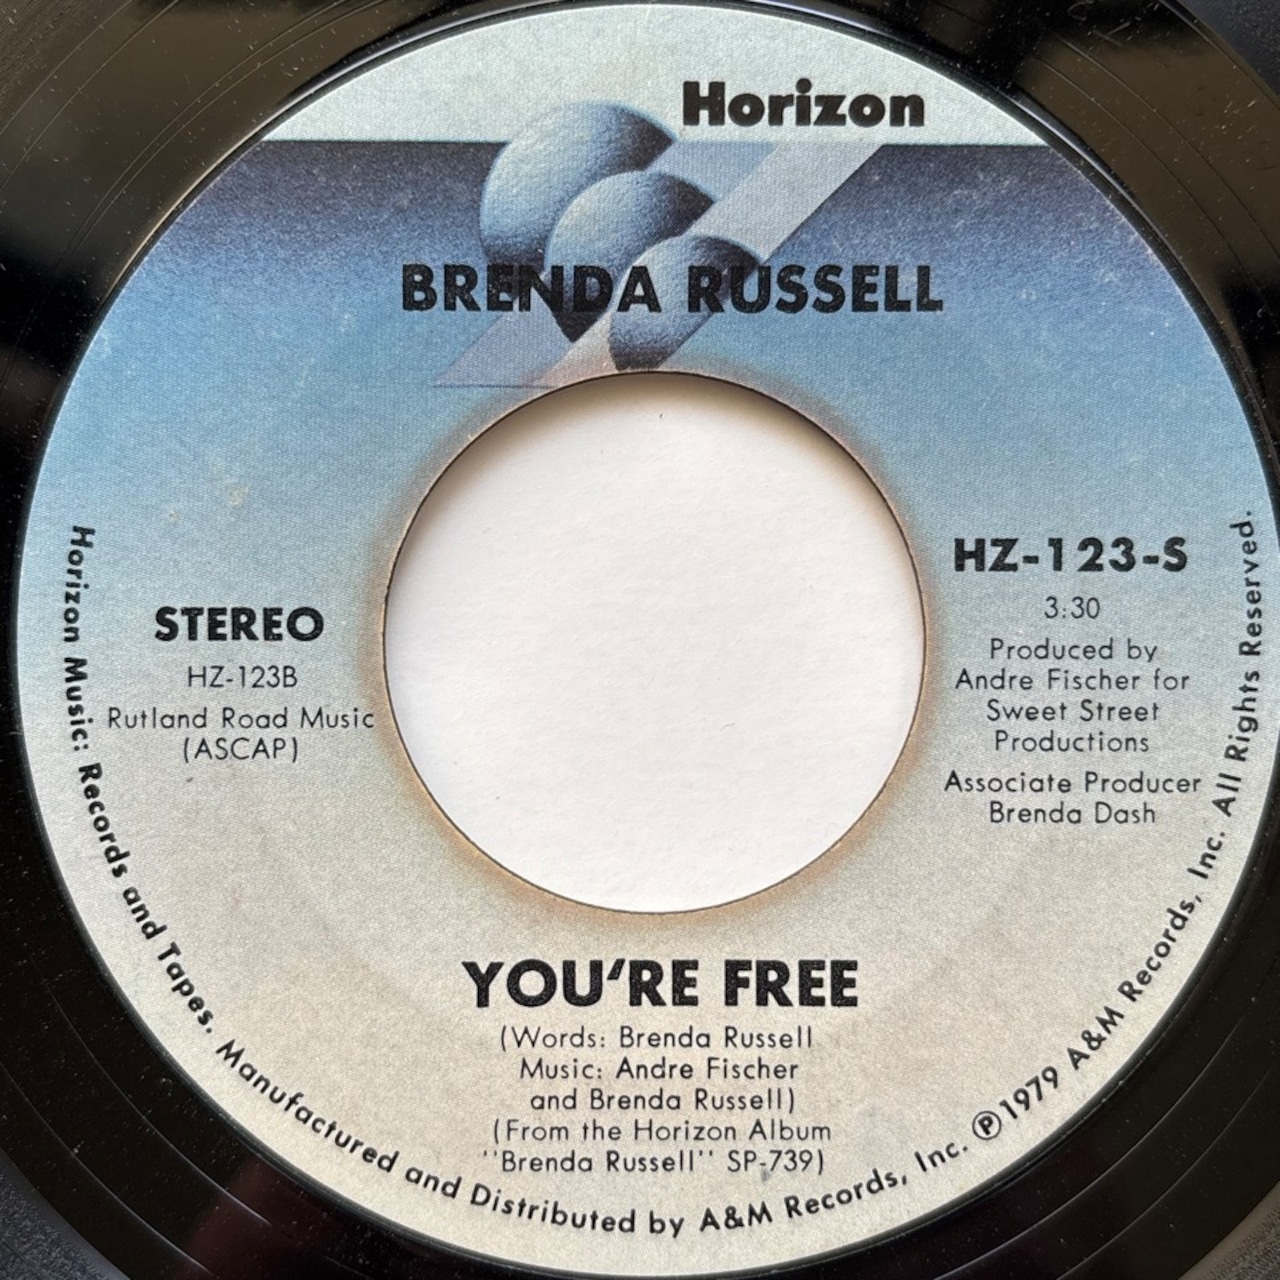 Horizon
BRENDA RUSSELL
HZ-123-S
3:30
Produced by
Andre Fischer for
Sweet Street
Productions
Associate Producer
Brenda Dash
STEREO
HZ-123B
Rutland Road Music
(ASCAP)
YOU'RE FREE
(Words: Brenda Russell
Music: Andre Fischer
and Brenda Russell)
(From the Horizon Album
''Brenda Russell'' SP-739)
Horizon Music: Records and Tapes. Manufactured and Distributed by A&M Records, Inc. ℗1979 A&M Records, Inc. All Rights Reserved.